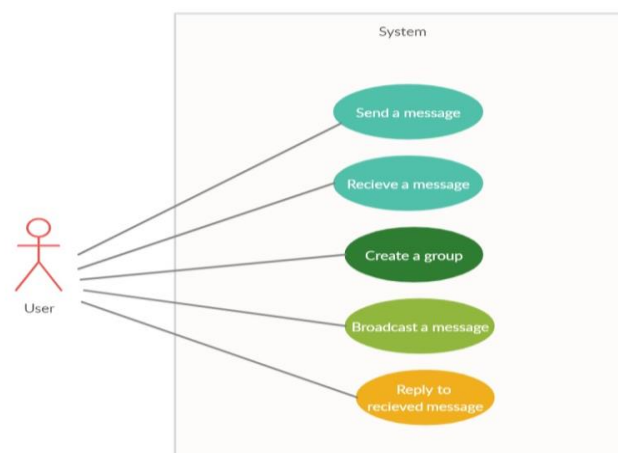 System
Send a message
Recieve a message
Create a group
User
Broadcast a message
Reply to
recieved message